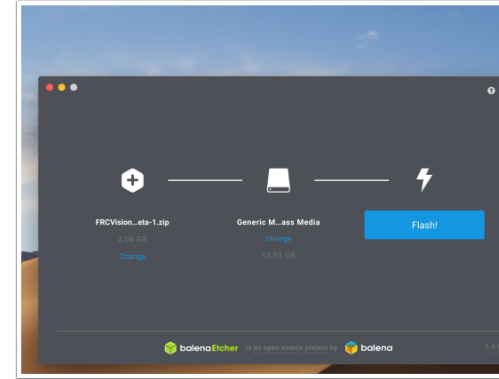 FRCVision...eta-1.zip
2.06 GB
Change
Generic M...ass Media
Change
15.93 GB
Flash!
balenaEtcher is an open source project by balena